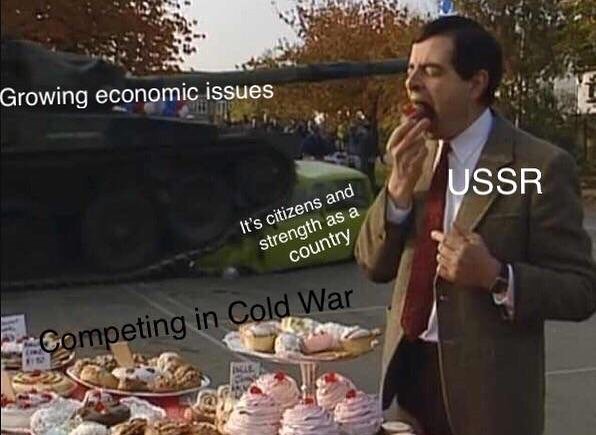 Growing economic issues
USSR
It's citizens and
strength as a
country
Competing in Cold War